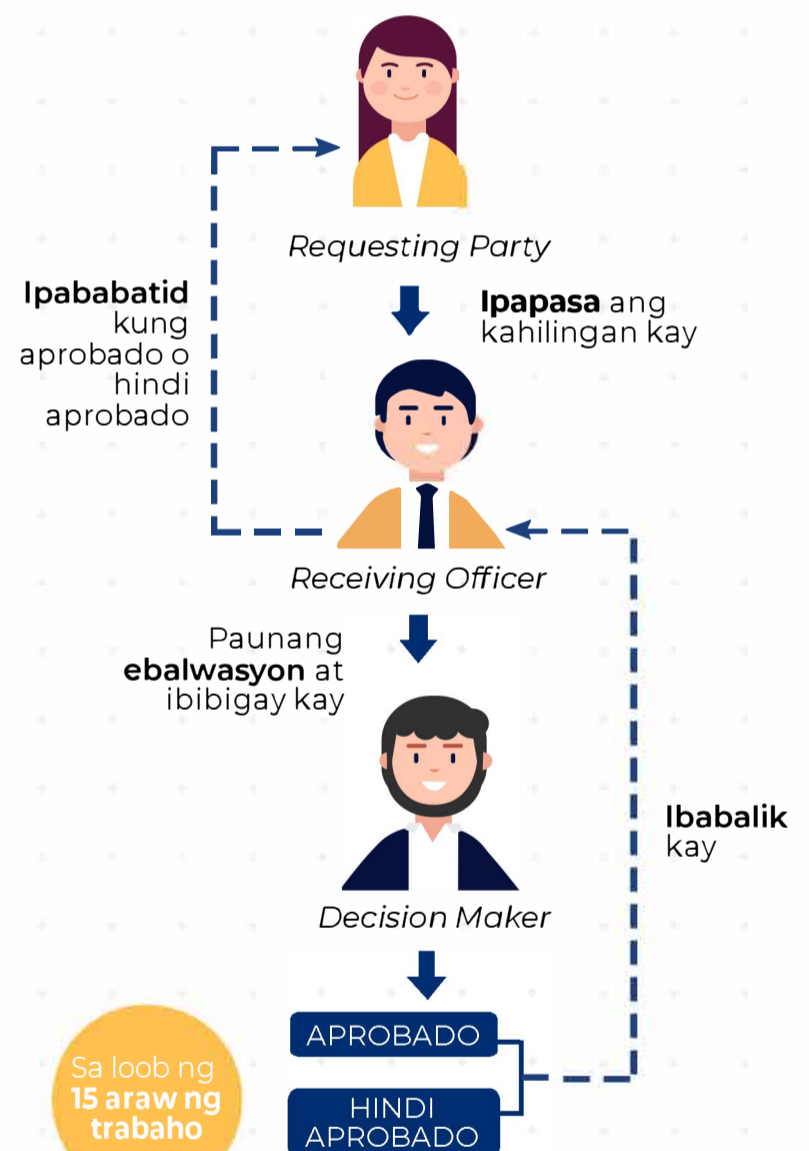 Requesting Party
Ipapasa ang
kahilingan kay
Ipababatid
kung
aprobado o
hindi
aprobado
Receiving Officer
Paunang
ebalwasyon at
ibibigay kay
Decision Maker
Ibabalik
kay
APROBADO
HINDI
APROBADO
Sa loob ng
15 araw ng
trabaho